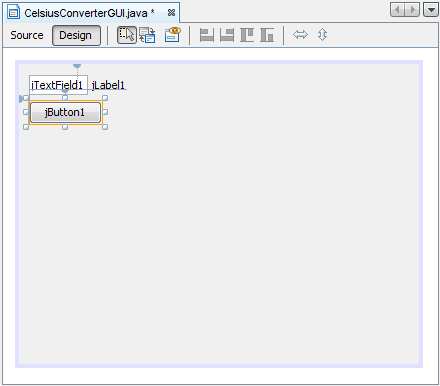 CelsiusConverterGUI.java *
Source Design
jTextField1 jLabel1
jButton1